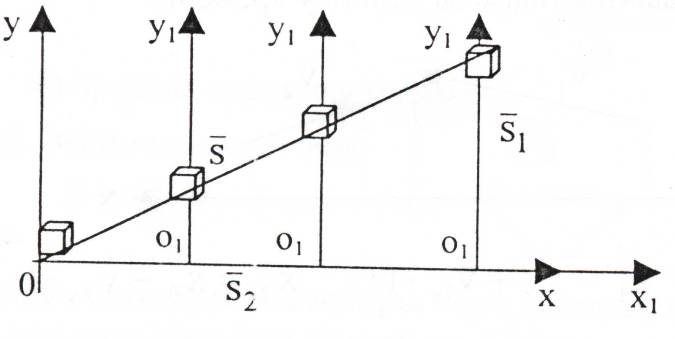 y y₁ y₁ y₁
s̅ s̅₁
o₁ o₁ o₁
0 s̅₂ x x₁